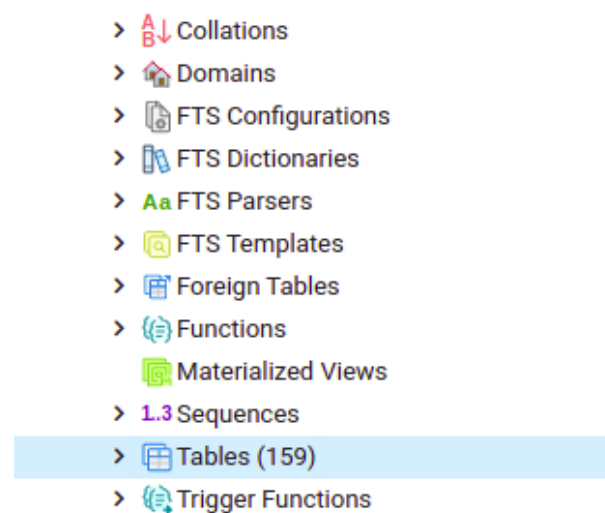 Collations
Domains
FTS Configurations
FTS Dictionaries
Aa FTS Parsers
FTS Templates
Foreign Tables
Functions
Materialized Views
1..3 Sequences
Tables (159)
Trigger Functions